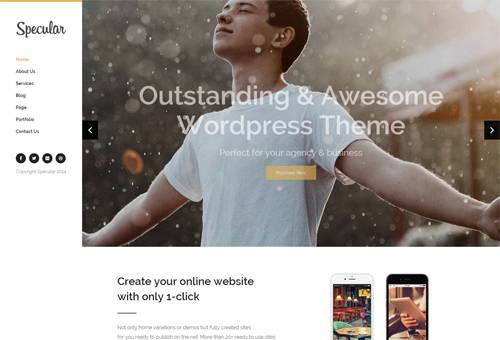 Specular
Home
About Us
Services
Blog
Page
Portfolio
Contact Us
Copyright Specular 2014
Outstanding & Awesome
Wordpress Theme
Perfect for your agency & business
Purchase Now
Create your online website
with only 1-click
Not only home variations or demos but fully created sites
for you ready to publish on the net. More than 20+ ready to use sites